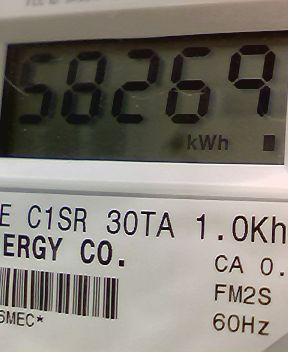 58269
kWh
E C1SR 30TA 1.0Kh
ERGY CO.
CA 0.
FM2S
6MEC*
60Hz